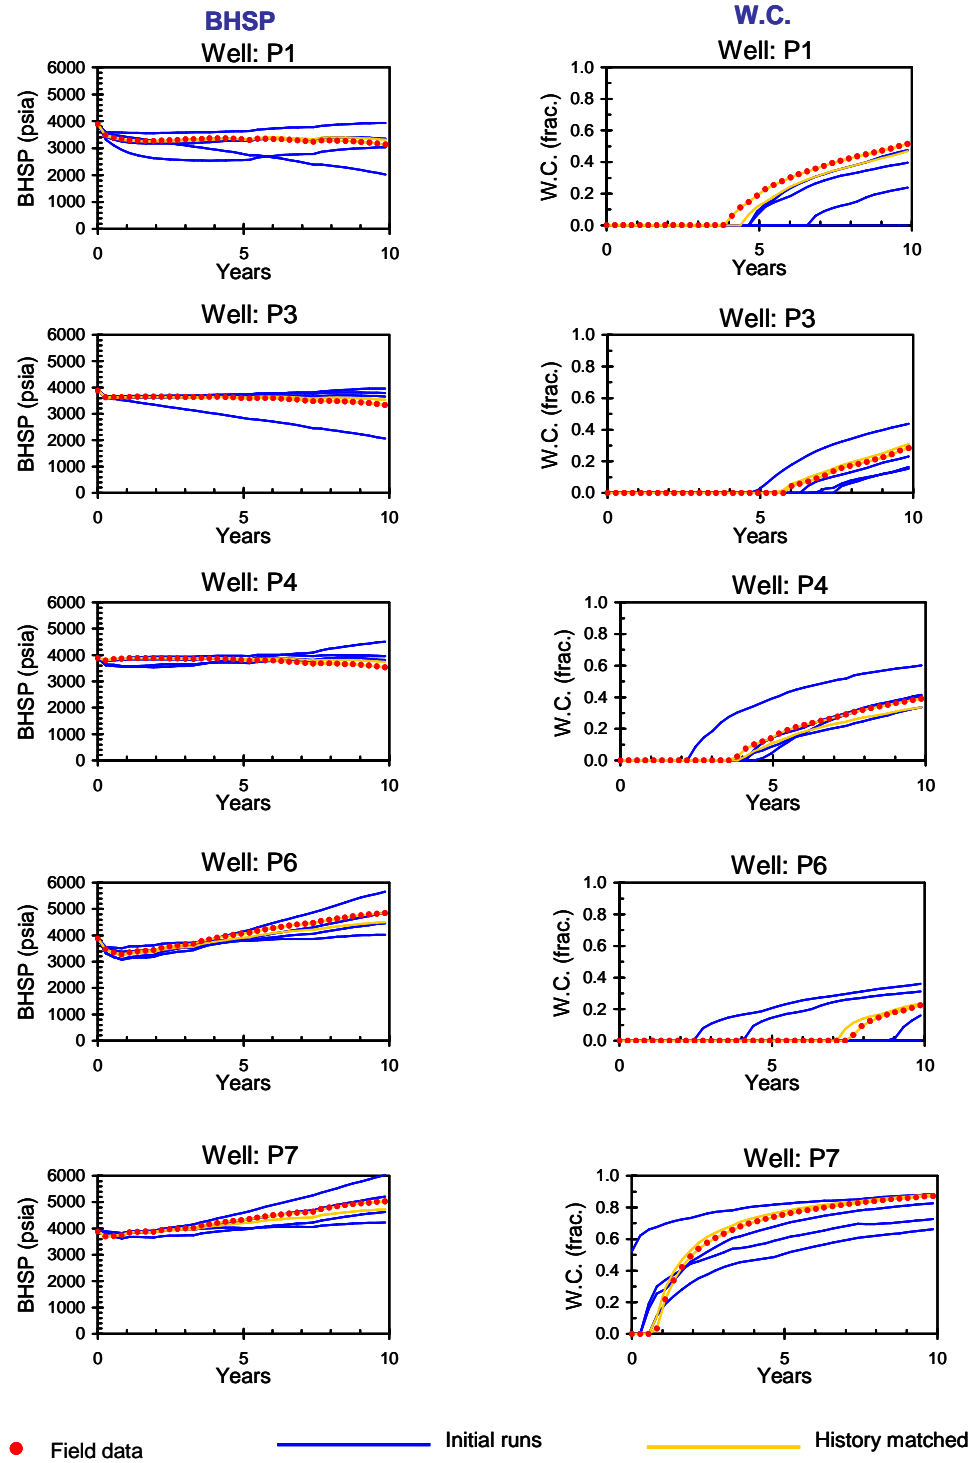 BHSP
W.C.
Well: P1
6000
5000
4000
3000
2000
1000
0
BHSP (psia)
0 5 10
Years
Well: P1
1.0
0.8
0.6
0.4
0.2
0.0
W.C. (frac.)
0 5 10
Years
Well: P3
6000
5000
4000
3000
2000
1000
0
BHSP (psia)
0 5 10
Years
Well: P3
1.0
0.8
0.6
0.4
0.2
0.0
W.C. (frac.)
0 5 10
Years
Well: P4
6000
5000
4000
3000
2000
1000
0
BHSP (psia)
0 5 10
Years
Well: P4
1.0
0.8
0.6
0.4
0.2
0.0
W.C. (frac.)
0 5 10
Years
Well: P6
6000
5000
4000
3000
2000
1000
0
BHSP (psia)
0 5 10
Years
Well: P6
1.0
0.8
0.6
0.4
0.2
0.0
W.C. (frac.)
0 5 10
Years
Well: P7
6000
5000
4000
3000
2000
1000
0
BHSP (psia)
0 5 10
Years
Well: P7
1.0
0.8
0.6
0.4
0.2
0.0
W.C. (frac.)
0 5 10
Years
Field data
Initial runs
History matched